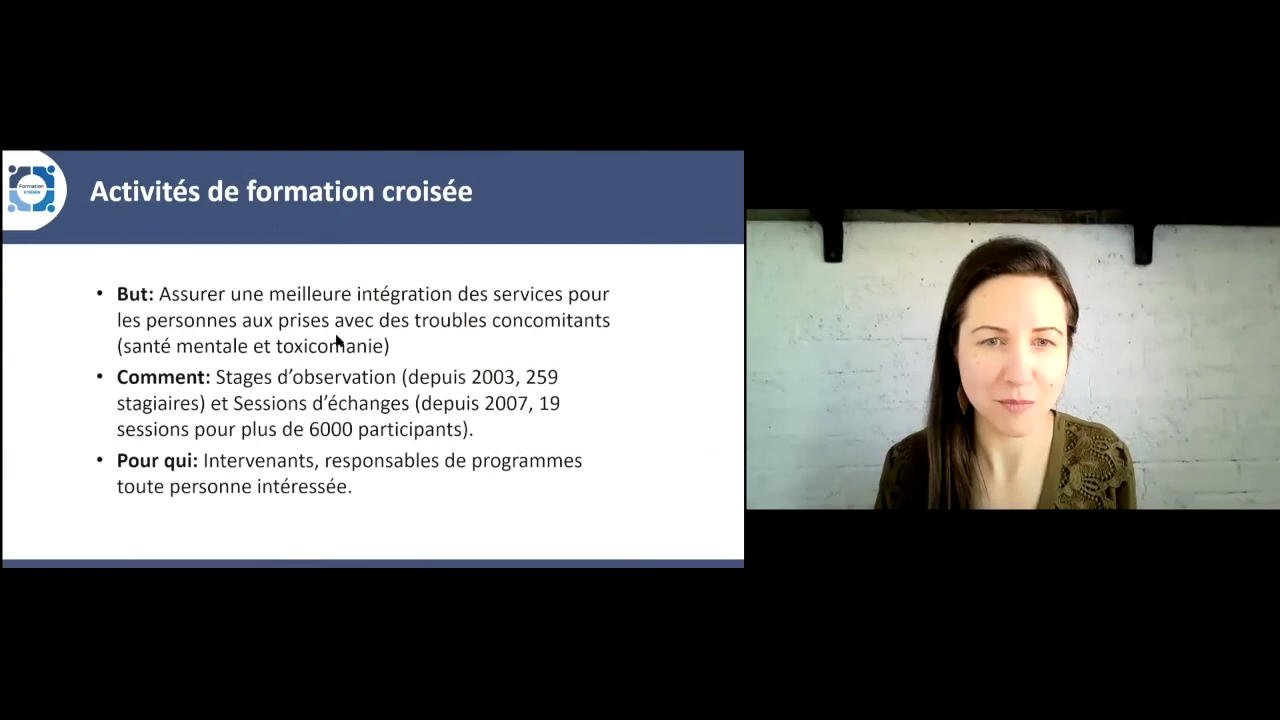 Formation
croisée
Activités de formation croisée
• But: Assurer une meilleure intégration des services pour
les personnes aux prises avec des troubles concomitants
(santé mentale et toxicomanie)
• Comment: Stages d’observation (depuis 2003, 259
stagiaires) et Sessions d’échanges (depuis 2007, 19
sessions pour plus de 6000 participants).
• Pour qui: Intervenants, responsables de programmes
toute personne intéressée.